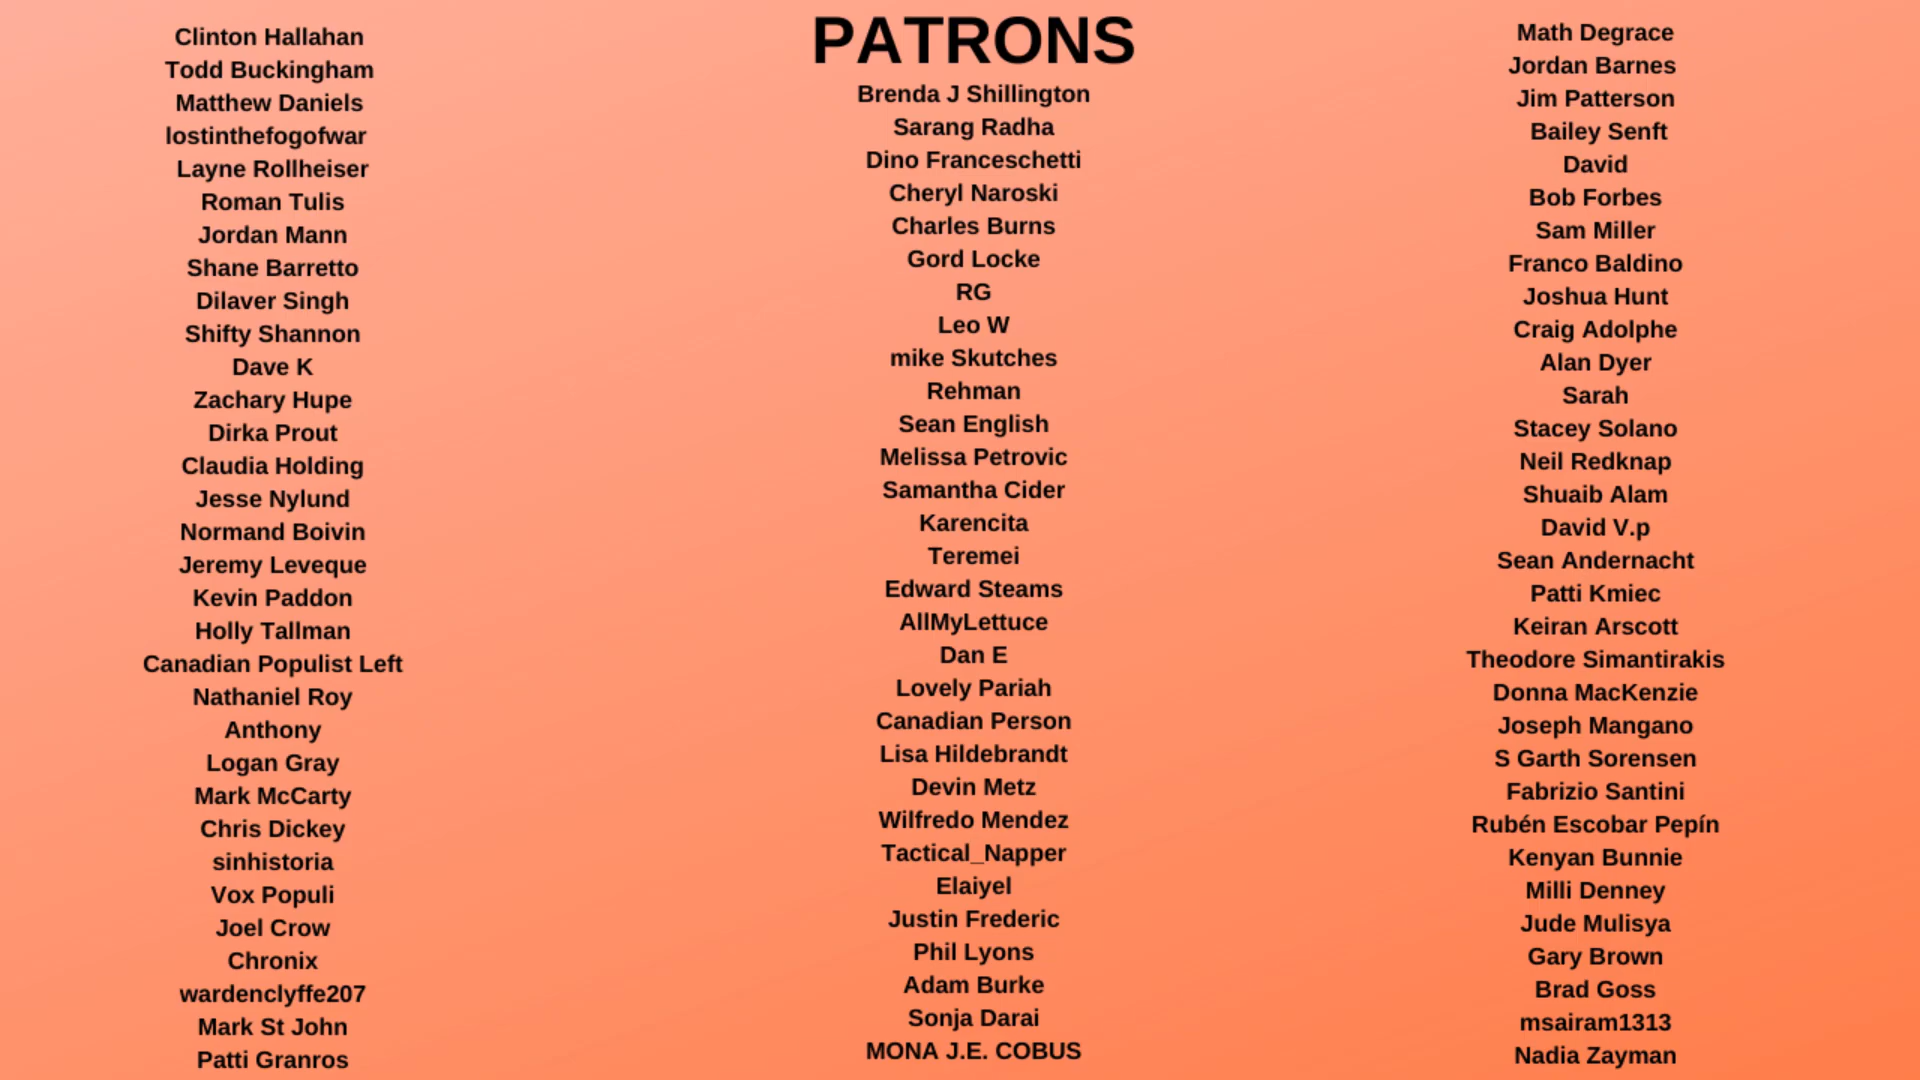 Clinton Hallahan
Todd Buckingham
Matthew Daniels
lostinthefogofwar
Layne Rollheiser
Roman Tulis
Jordan Mann
Shane Barretto
Dilaver Singh
Shifty Shannon
Dave K
Zachary Hupe
Dirka Prout
Claudia Holding
Jesse Nylund
Normand Boivin
Jeremy Leveque
Kevin Paddon
Holly Tallman
Canadian Populist Left
Nathaniel Roy
Anthony
Logan Gray
Mark McCarty
Chris Dickey
sinhistoria
Vox Populi
Joel Crow
Chronix
wardenclyffe207
Mark St John
Patti Granros
PATRONS
Brenda J Shillington
Sarang Radha
Dino Franceschetti
Cheryl Naroski
Charles Burns
Gord Locke
RG
Leo W
mike Skutches
Rehman
Sean English
Melissa Petrovic
Samantha Cider
Karencita
Teremei
Edward Steams
AllMyLettuce
Dan E
Lovely Pariah
Canadian Person
Lisa Hildebrandt
Devin Metz
Wilfredo Mendez
Tactical_Napper
Elaiyel
Justin Frederic
Phil Lyons
Adam Burke
Sonja Darai
MONA J.E. COBUS
Math Degrace
Jordan Barnes
Jim Patterson
Bailey Senft
David
Bob Forbes
Sam Miller
Franco Baldino
Joshua Hunt
Craig Adolphe
Alan Dyer
Sarah
Stacey Solano
Neil Redknap
Shuaib Alam
David V.p
Sean Andernacht
Patti Kmiec
Keiran Arscott
Theodore Simantirakis
Donna MacKenzie
Joseph Mangano
S Garth Sorensen
Fabrizio Santini
Rubén Escobar Pepín
Kenyan Bunnie
Milli Denney
Jude Mulisya
Gary Brown
Brad Goss
msairam1313
Nadia Zayman